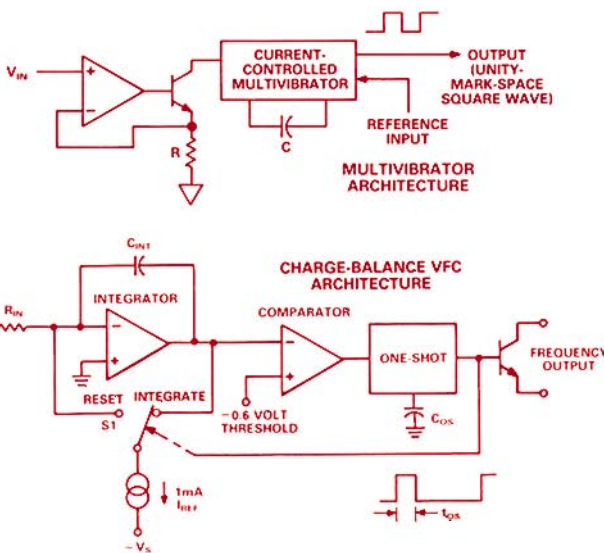 V_IN
+
−
R
CURRENT-
CONTROLLED
MULTIVIBRATOR
C
REFERENCE
INPUT
OUTPUT
(UNITY-
MARK-SPACE
SQUARE WAVE)
MULTIVIBRATOR
ARCHITECTURE
CHARGE-BALANCE VFC
ARCHITECTURE
C_INT
R_IN
INTEGRATOR
−
+
RESET
S1
INTEGRATE
1mA
I_REF
−V_S
COMPARATOR
−
+
−0.6 VOLT
THRESHOLD
ONE-SHOT
C_OS
FREQUENCY
OUTPUT
t_OS